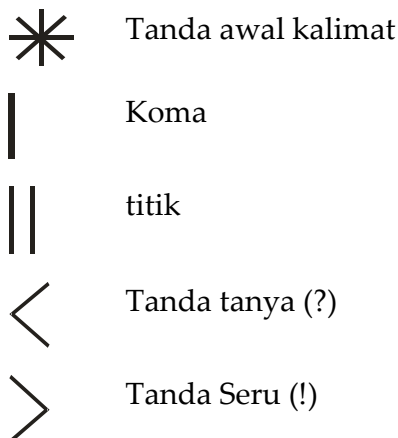 Tanda awal kalimat
| Koma
|| titik
< Tanda tanya (?)
> Tanda Seru (!)